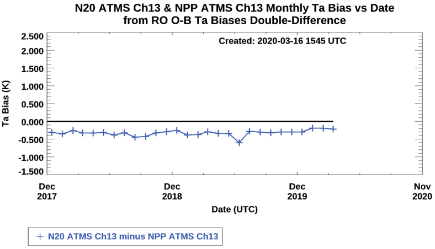 N20 ATMS Ch13 & NPP ATMS Ch13 Monthly Ta Bias vs Date
from RO O-B Ta Biases Double-Difference
Created: 2020-03-16 1545 UTC
Ta Bias (K)
2.500
2.000
1.500
1.000
0.500
0.000
-0.500
-1.000
-1.500
Dec
2017
Dec
2018
Dec
2019
Nov
2020
Date (UTC)
N20 ATMS Ch13 minus NPP ATMS Ch13